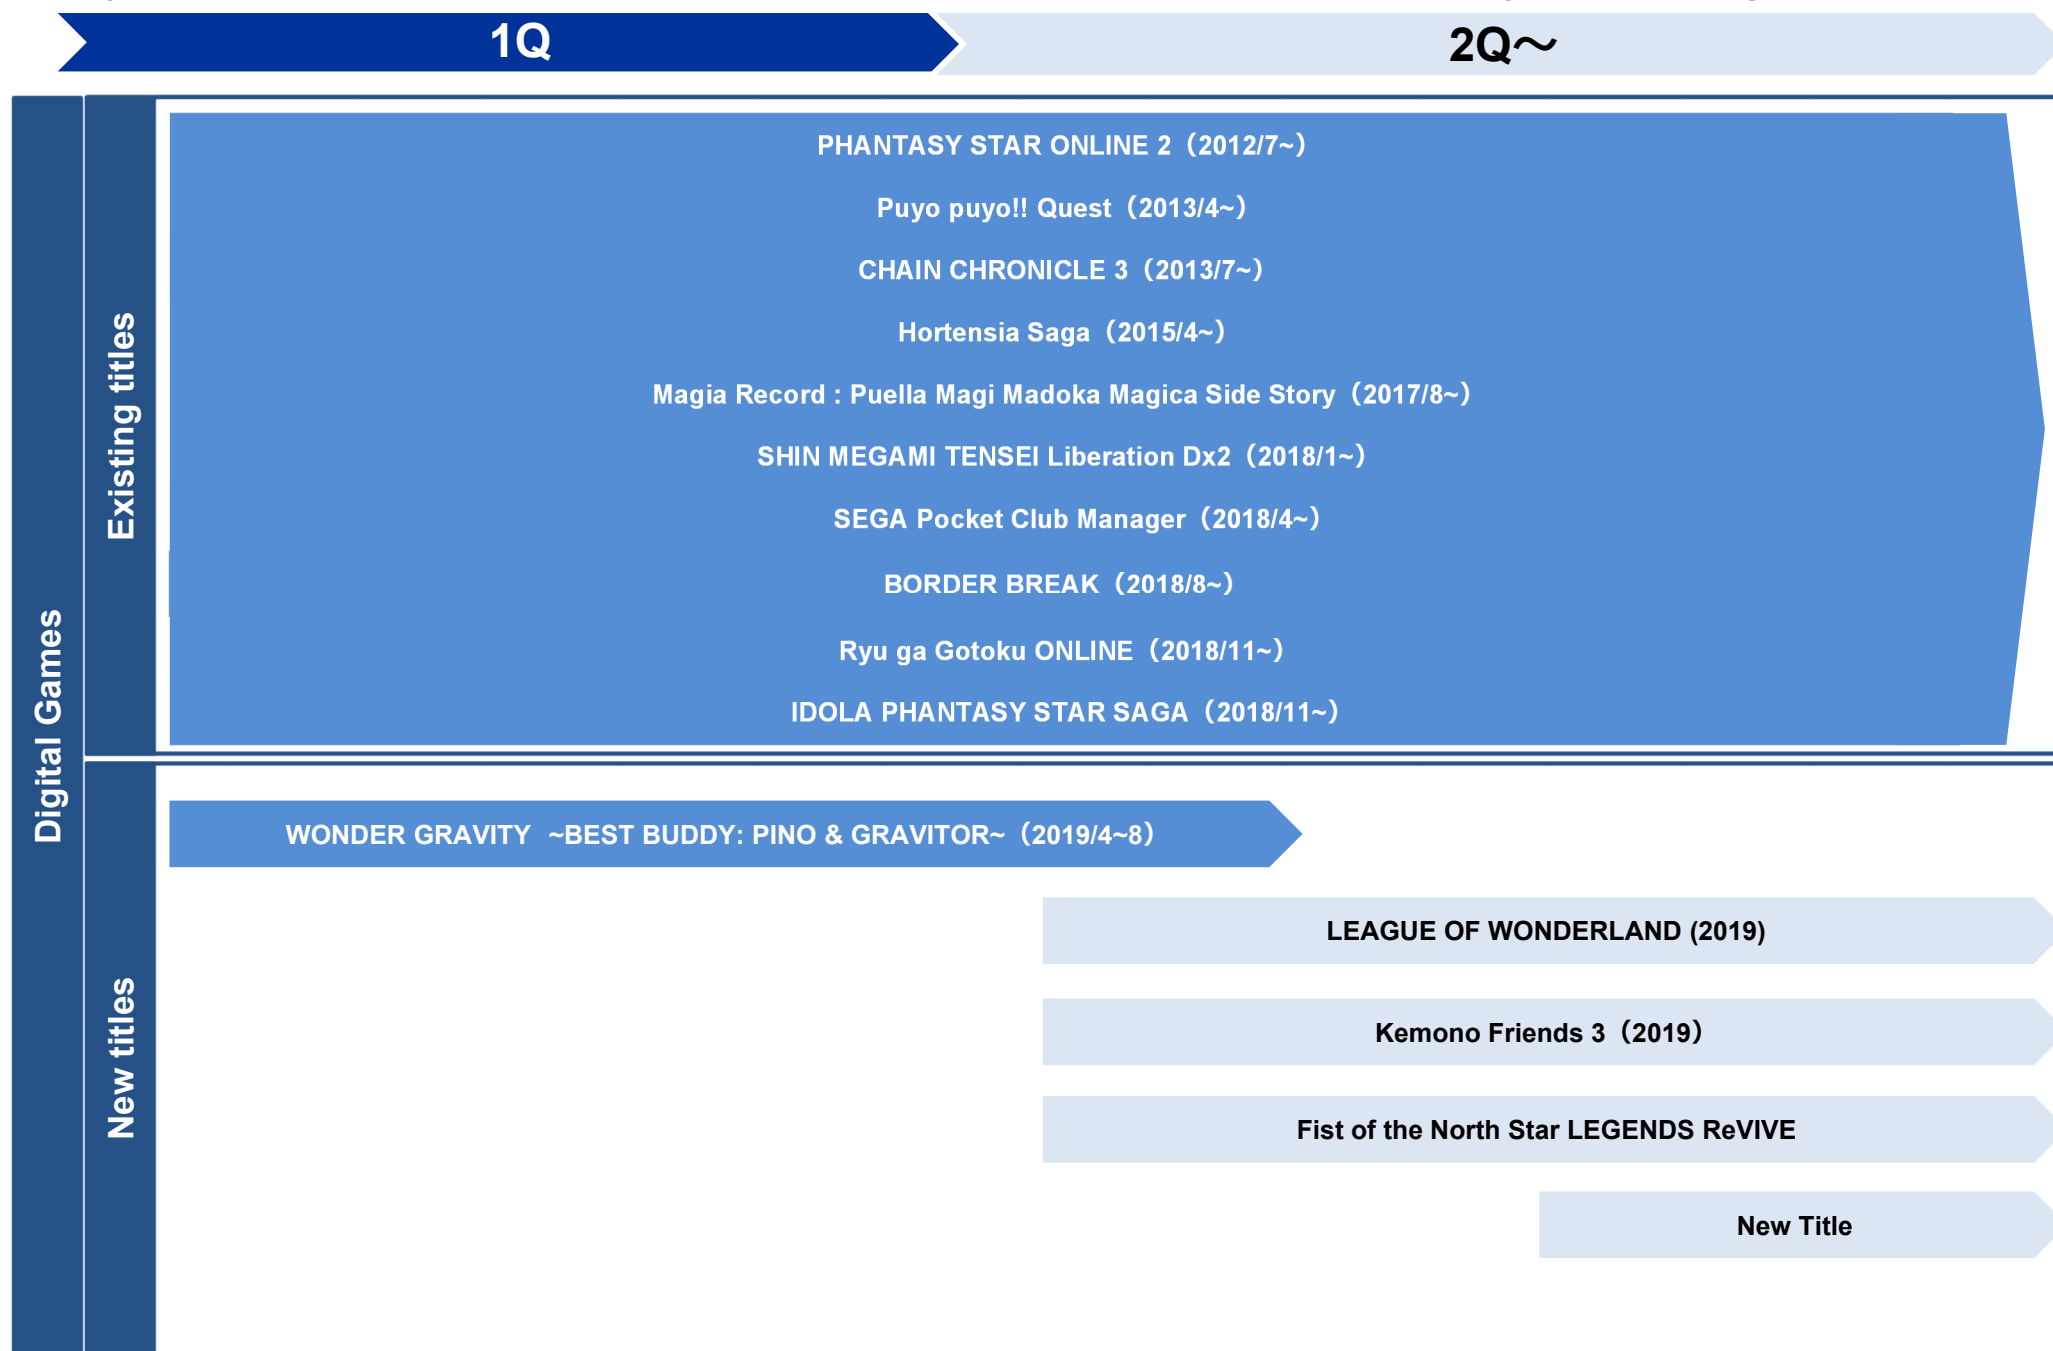 1Q
2Q～
Digital Games
Existing titles
PHANTASY STAR ONLINE 2（2012/7~）
Puyo puyo!! Quest（2013/4~）
CHAIN CHRONICLE 3（2013/7~）
Hortensia Saga（2015/4~）
Magia Record : Puella Magi Madoka Magica Side Story（2017/8~）
SHIN MEGAMI TENSEI Liberation Dx2（2018/1~）
SEGA Pocket Club Manager（2018/4~）
BORDER BREAK（2018/8~）
Ryu ga Gotoku ONLINE（2018/11~）
IDOLA PHANTASY STAR SAGA（2018/11~）
New titles
WONDER GRAVITY ~BEST BUDDY: PINO & GRAVITOR~（2019/4~8）
LEAGUE OF WONDERLAND (2019)
Kemono Friends 3（2019）
Fist of the North Star LEGENDS ReVIVE
New Title